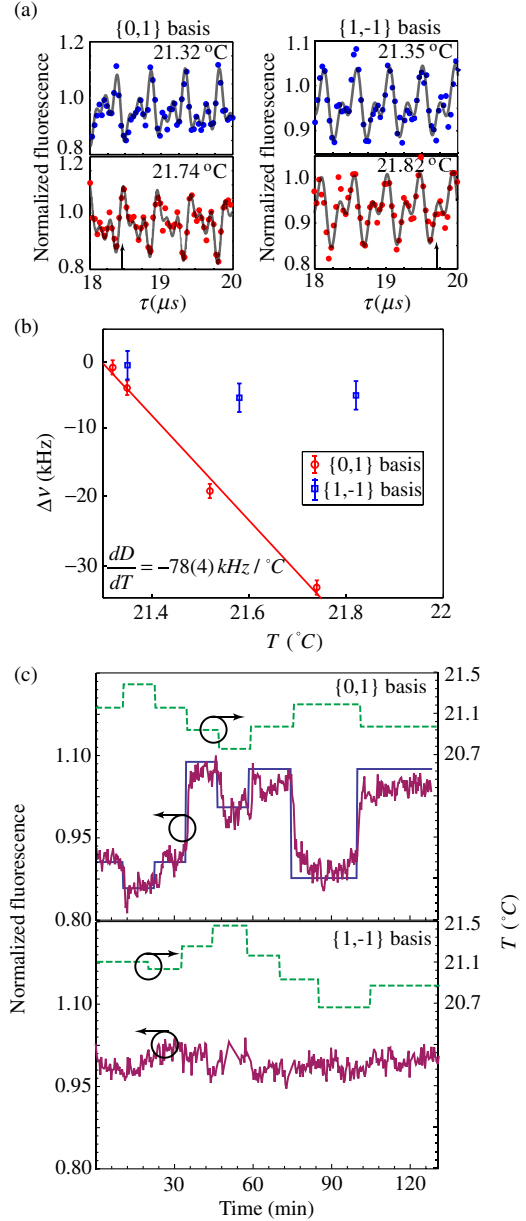 (a)
{0,1} basis
{1,-1} basis
Normalized fluorescence
1.2
1.0
0.8
21.32 °C
1.2
1.0
0.8
21.74 °C
18
19
20
τ(μs)
Normalized fluorescence
1.1
1.0
0.9
21.35 °C
1.0
0.9
0.8
21.82 °C
18
19
20
τ(μs)
(b)
Δν (kHz)
0
−10
−20
−30
{0,1} basis
{1,-1} basis
dD
dT
= −78(4) kHz / °C
21.4
21.6
21.8
22
T (°C)
(c)
Normalized fluorescence
{0,1} basis
1.10
0.95
0.80
21.5
21.1
20.7
{1,-1} basis
1.10
0.95
0.80
21.5
21.1
20.7
T (°C)
30
60
90
120
Time (min)